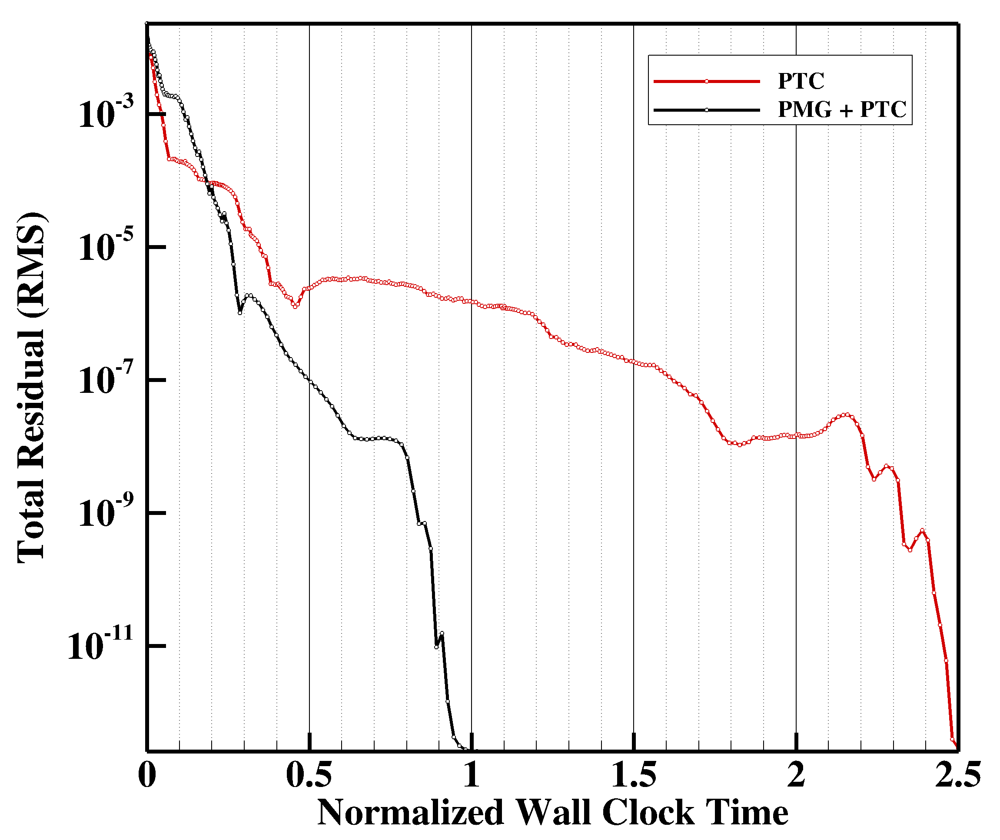 PTC
PMG + PTC
10^-3
10^-5
10^-7
10^-9
10^-11
Total Residual (RMS)
0 0.5 1 1.5 2 2.5
Normalized Wall Clock Time